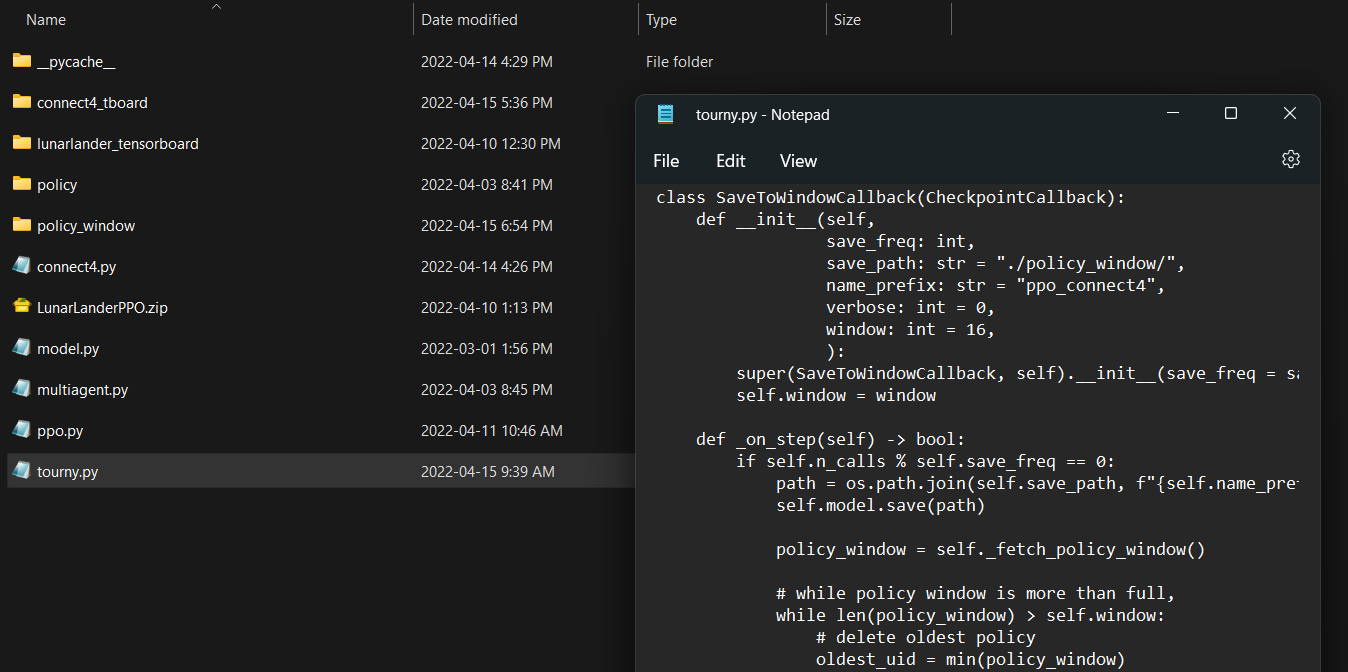 Name Date modified Type Size
__pycache__ 2022-04-14 4:29 PM File folder
connect4_tboard 2022-04-15 5:36 PM
lunarlander_tensorboard 2022-04-10 12:30 PM
policy 2022-04-03 8:41 PM
policy_window 2022-04-15 6:54 PM
connect4.py 2022-04-14 4:26 PM
LunarLanderPPO.zip 2022-04-10 1:13 PM
model.py 2022-03-01 1:56 PM
multiagent.py 2022-04-03 8:45 PM
ppo.py 2022-04-11 10:46 AM
tourny.py 2022-04-15 9:39 AM
tourny.py - Notepad
File Edit View
class SaveToWindowCallback(CheckpointCallback):
    def __init__(self,
                 save_freq: int,
                 save_path: str = "./policy_window/",
                 name_prefix: str = "ppo_connect4",
                 verbose: int = 0,
                 window: int = 16,
                 ):
        super(SaveToWindowCallback, self).__init__(save_freq = sa
        self.window = window
    def _on_step(self) -> bool:
        if self.n_calls % self.save_freq == 0:
            path = os.path.join(self.save_path, f"{self.name_pre
            self.model.save(path)
            policy_window = self._fetch_policy_window()
            # while policy window is more than full,
            while len(policy_window) > self.window:
                # delete oldest policy
                oldest_uid = min(policy_window)